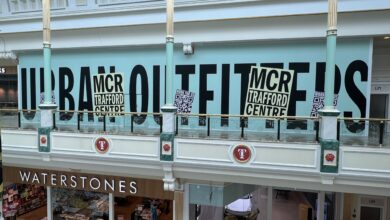 URBAN OUTFITTERS
MCR
TRAFFORD
CENTRE
MCR
TRAFFORD
CENTRE
T
T
WATERSTONES